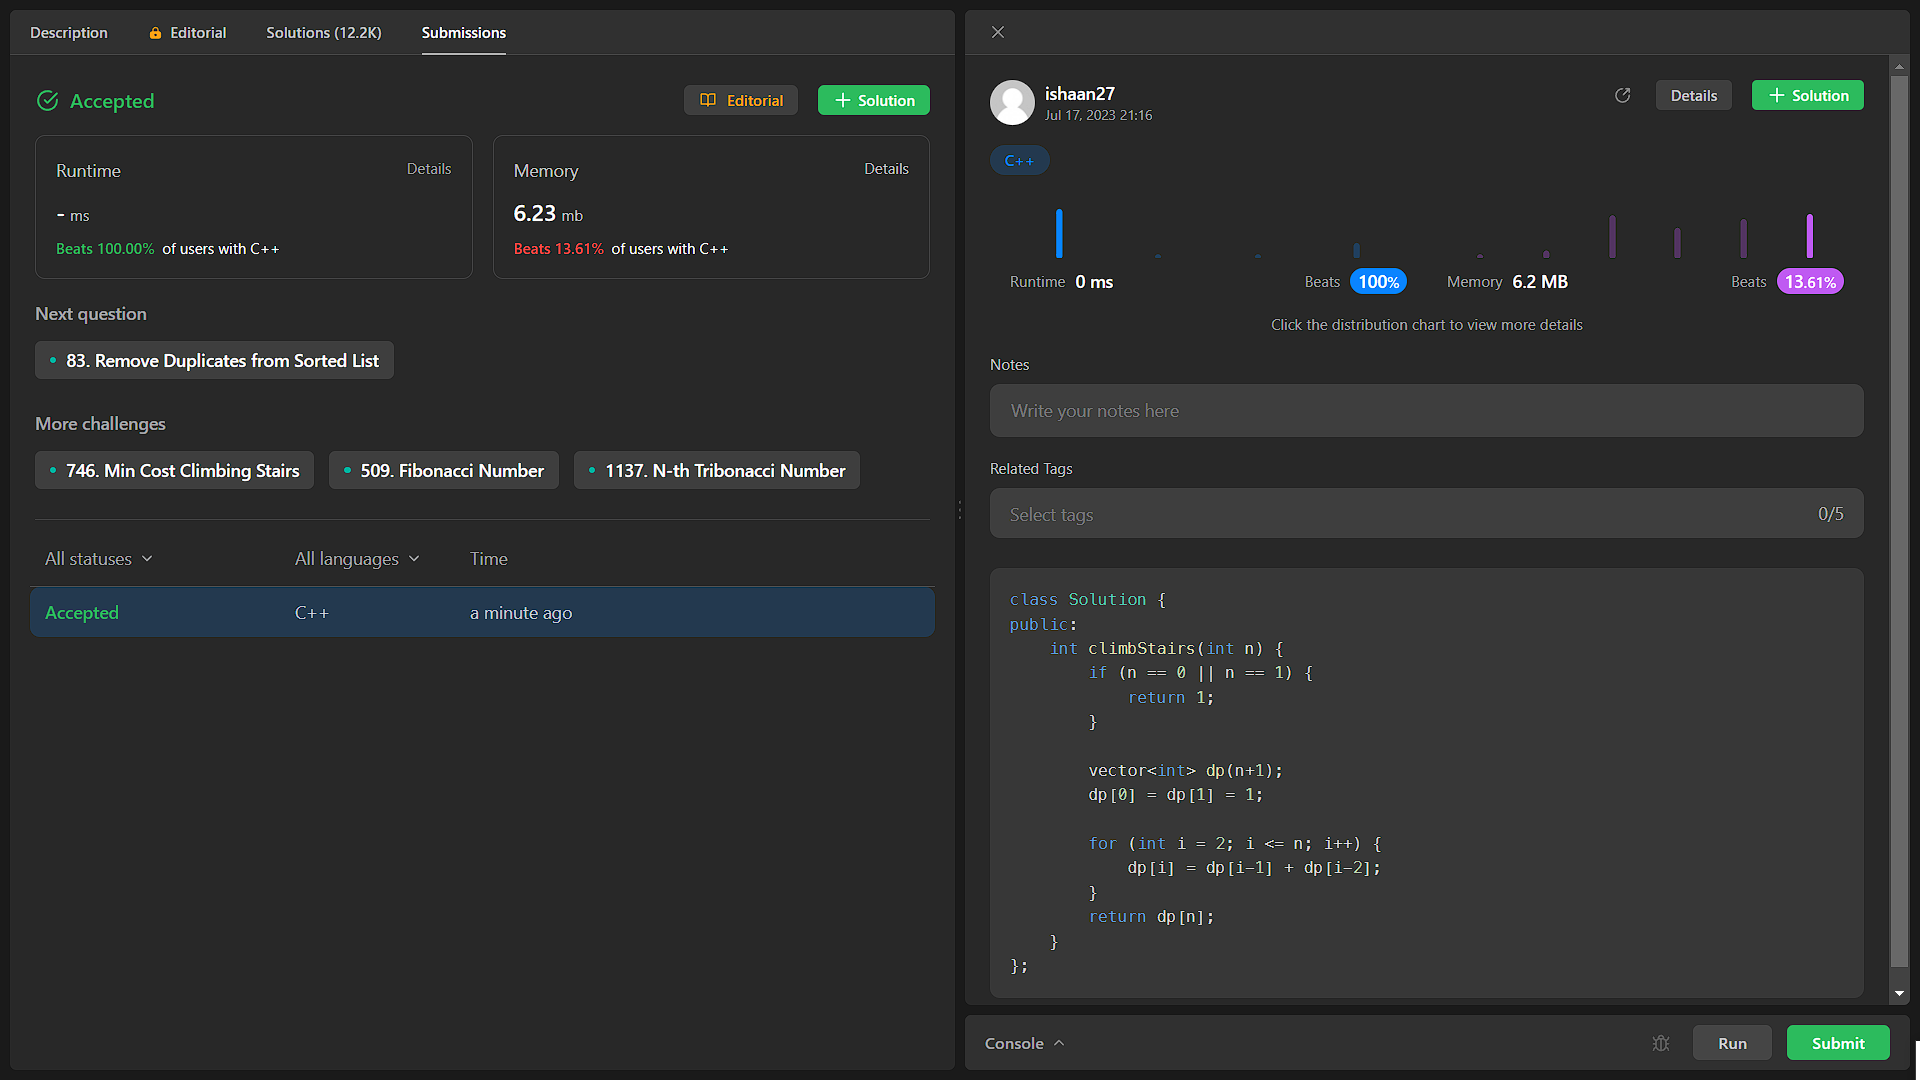 Description Editorial Solutions (12.2K) Submissions
Accepted Editorial + Solution
Runtime Details
- ms
Beats 100.00% of users with C++
Memory Details
6.23 mb
Beats 13.61% of users with C++
Next question
83. Remove Duplicates from Sorted List
More challenges
746. Min Cost Climbing Stairs 509. Fibonacci Number 1137. N-th Tribonacci Number
All statuses All languages Time
Accepted C++ a minute ago
ishaan27
Jul 17, 2023 21:16
Details + Solution
C++
Runtime 0 ms Beats 100% Memory 6.2 MB Beats 13.61%
Click the distribution chart to view more details
Notes
Write your notes here
Related Tags
Select tags 0/5
class Solution {
public:
    int climbStairs(int n) {
        if (n == 0 || n == 1) {
            return 1;
        }
        vector<int> dp(n+1);
        dp[0] = dp[1] = 1;
        for (int i = 2; i <= n; i++) {
            dp[i] = dp[i-1] + dp[i-2];
        }
        return dp[n];
    }
};
Console Run Submit